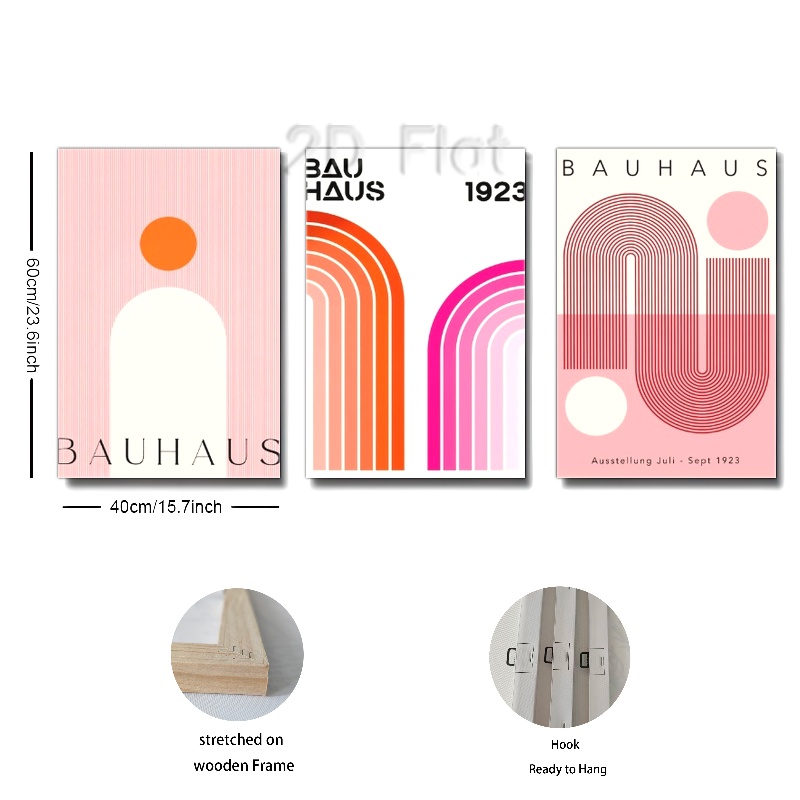 2D Flat
BAUHAUS
BAU
HAUS
1923
BAUHAUS
Ausstellung Juli - Sept 1923
60cm/23.6inch
40cm/15.7inch
stretched on
wooden Frame
Hook
Ready to Hang